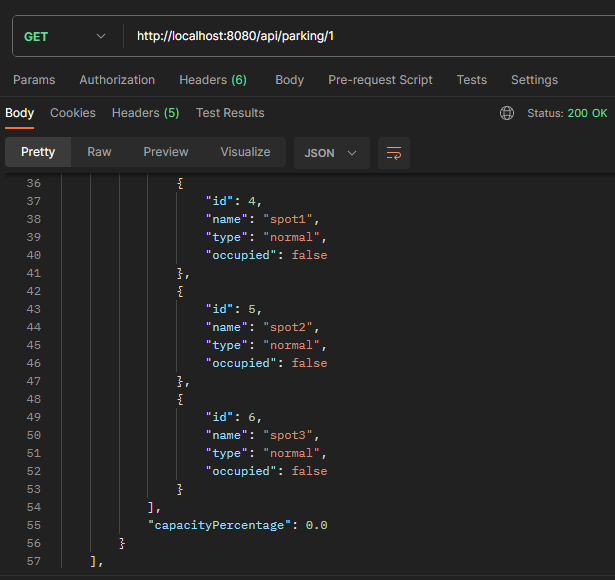 GET http://localhost:8080/api/parking/1
Params Authorization Headers (6) Body Pre-request Script Tests Settings
Body Cookies Headers (5) Test Results Status: 200 OK
Pretty Raw Preview Visualize JSON
36 {
37 "id": 4,
38 "name": "spot1",
39 "type": "normal",
40 "occupied": false
41 },
42 {
43 "id": 5,
44 "name": "spot2",
45 "type": "normal",
46 "occupied": false
47 },
48 {
49 "id": 6,
50 "name": "spot3",
51 "type": "normal",
52 "occupied": false
53 }
54 ],
55 "capacityPercentage": 0.0
56 }
57 ],